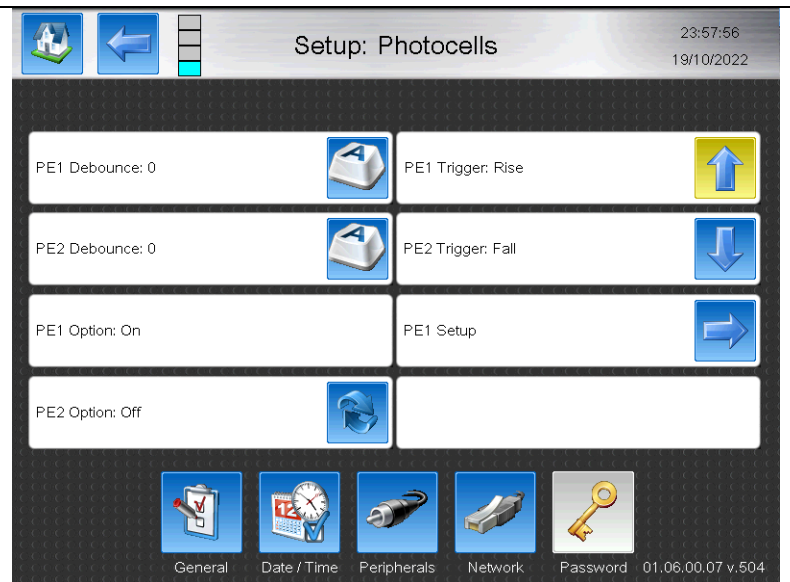 Setup: Photocells
23:57:56
19/10/2022
PE1 Debounce: 0
PE1 Trigger: Rise
PE2 Debounce: 0
PE2 Trigger: Fall
PE1 Option: On
PE1 Setup
PE2 Option: Off
General
Date / Time
Peripherals
Network
Password
01.06.00.07 v.504